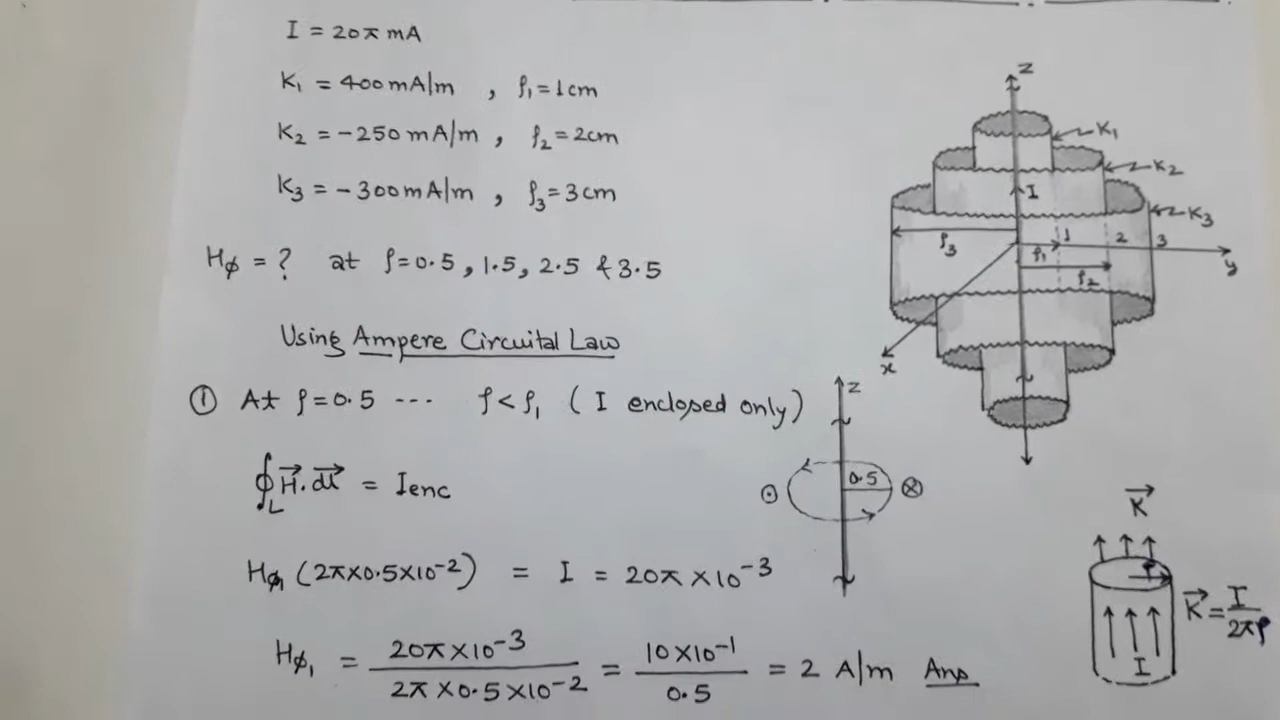 I = 20π mA
K₁ = 400 mA/m , ρ₁ = 1cm
K₂ = -250 mA/m , ρ₂ = 2cm
K₃ = -300 mA/m , ρ₃ = 3cm
Hϕ = ? at ρ = 0.5 , 1.5 , 2.5 & 3.5
Using Ampere Circuital Law
① At ρ = 0.5 --- ρ < ρ₁ ( I enclosed only)
∮L H⃗ . dl⃗ = Ienc
Hϕ₁ (2π×0.5×10⁻²) = I = 20π ×10⁻³
Hϕ₁ = 20π×10⁻³ / 2π×0.5×10⁻² = 10×10⁻¹ / 0.5 = 2 A/m Ans
z
K₁
K₂
I
K₃
ρ₃
ρ₁
1
2
3
y
ρ₂
x
z
0.5
K⃗
ρ
K⃗ = I / 2πρ
I